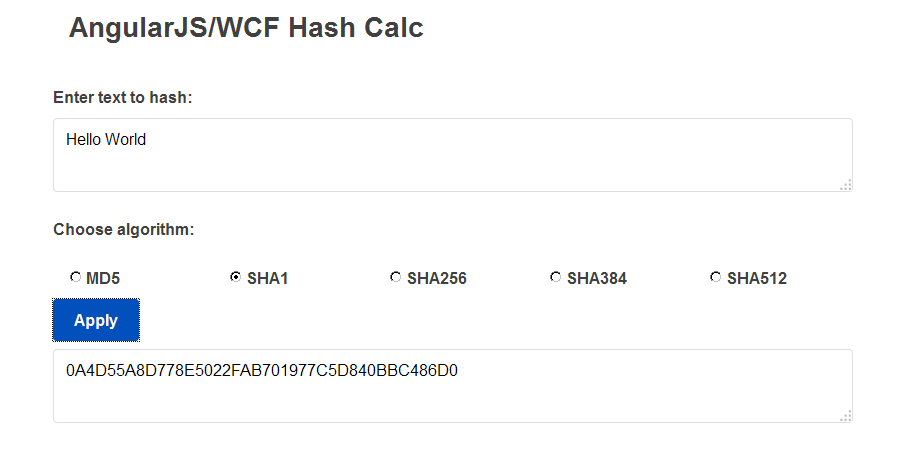 AngularJS/WCF Hash Calc
Enter text to hash:
Hello World
Choose algorithm:
MD5 SHA1 SHA256 SHA384 SHA512
Apply
0A4D55A8D778E5022FAB701977C5D840BBC486D0